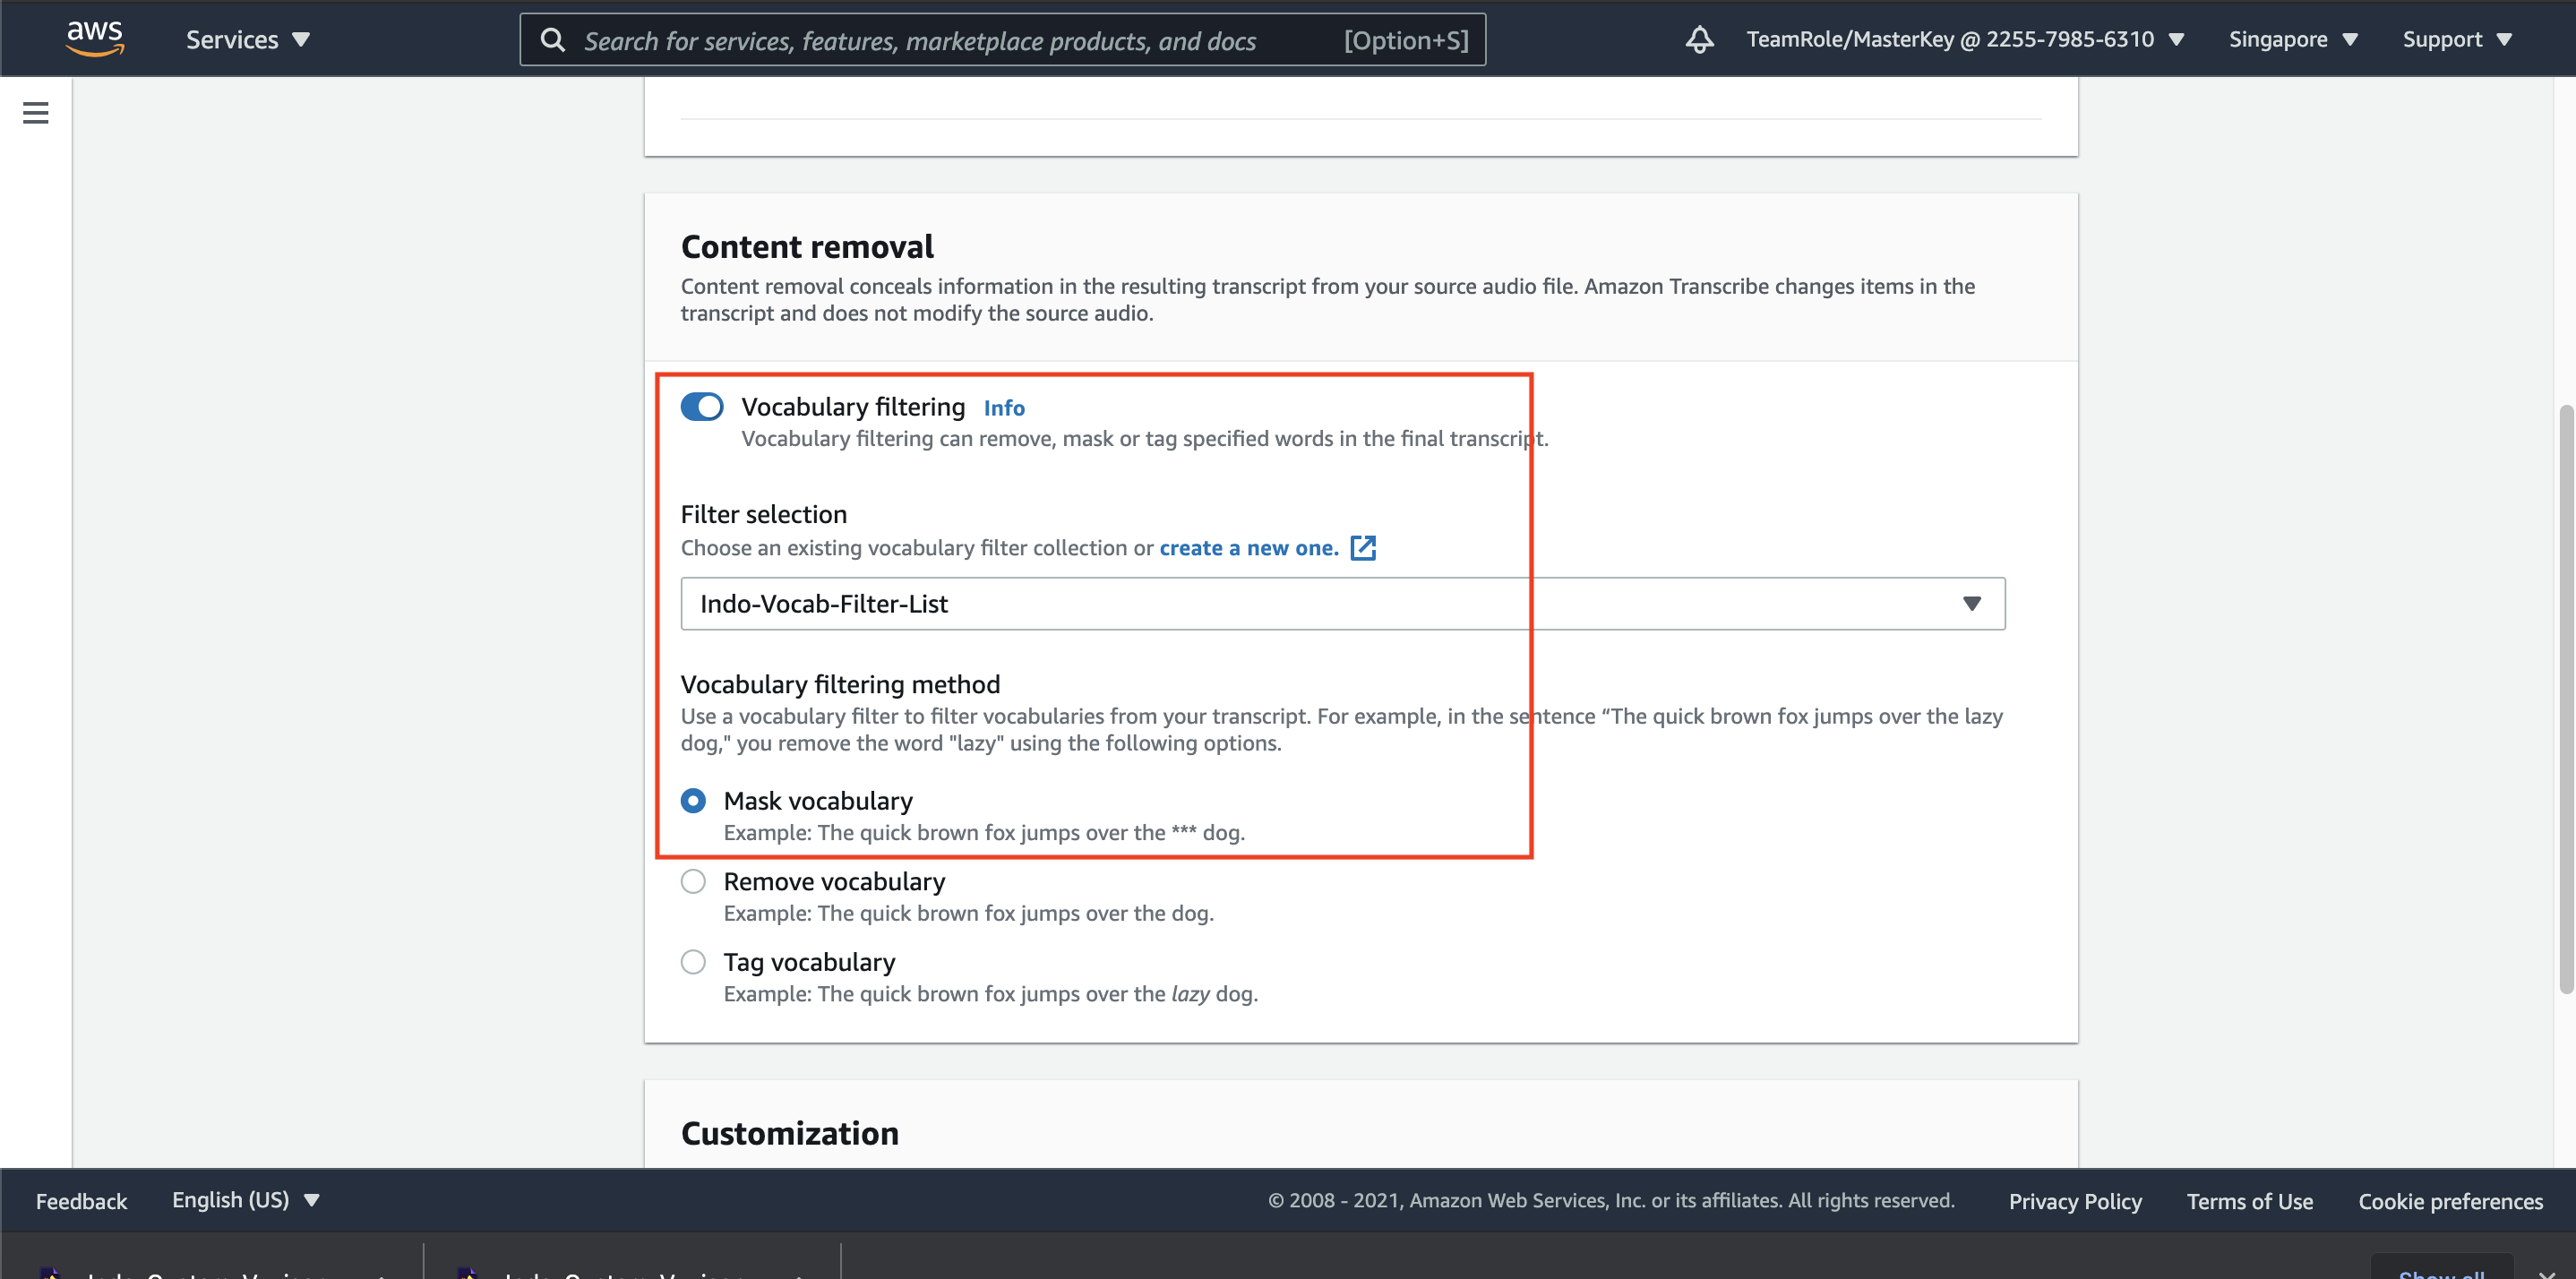 aws
Services
Search for services, features, marketplace products, and docs [Option+S]
TeamRole/MasterKey @ 2255-7985-6310
Singapore
Support
Content removal
Content removal conceals information in the resulting transcript from your source audio file. Amazon Transcribe changes items in the
transcript and does not modify the source audio.
Vocabulary filtering Info
Vocabulary filtering can remove, mask or tag specified words in the final transcript.
Filter selection
Choose an existing vocabulary filter collection or create a new one.
Indo-Vocab-Filter-List
Vocabulary filtering method
Use a vocabulary filter to filter vocabularies from your transcript. For example, in the sentence “The quick brown fox jumps over the lazy
dog," you remove the word "lazy" using the following options.
Mask vocabulary
Example: The quick brown fox jumps over the *** dog.
Remove vocabulary
Example: The quick brown fox jumps over the dog.
Tag vocabulary
Example: The quick brown fox jumps over the lazy dog.
Customization
Feedback
English (US)
© 2008 - 2021, Amazon Web Services, Inc. or its affiliates. All rights reserved.
Privacy Policy
Terms of Use
Cookie preferences
Show all